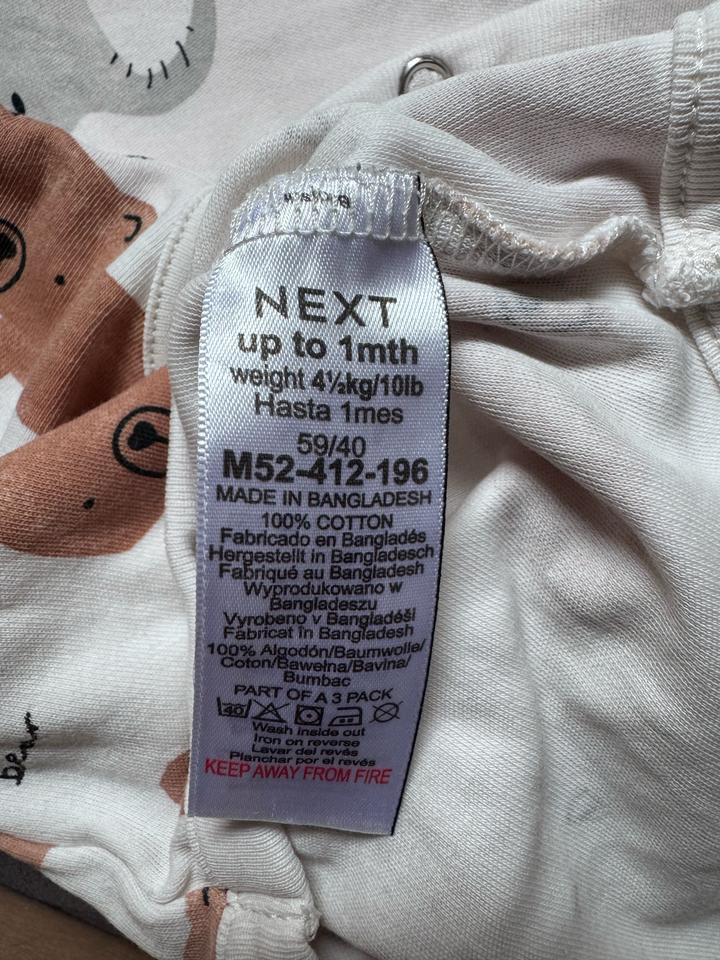 NEXT
up to 1mth
weight 4½kg/10lb
Hasta 1mes
59/40
M52-412-196
MADE IN BANGLADESH
100% COTTON
Fabricado en Bangladés
Hergestellt in Bangladesch
Fabriqué au Bangladesh
Wyprodukowano w
Bangladeszu
Vyrobeno v Bangladéši
Fabricat în Bangladesh
100% Algodón/Baumwolle/
Coton/Bawełna/Bavlna/
Bumbac
PART OF A 3 PACK
40
Wash inside out
Iron on reverse
Lavar del revés
Planchar por el revés
KEEP AWAY FROM FIRE
bear